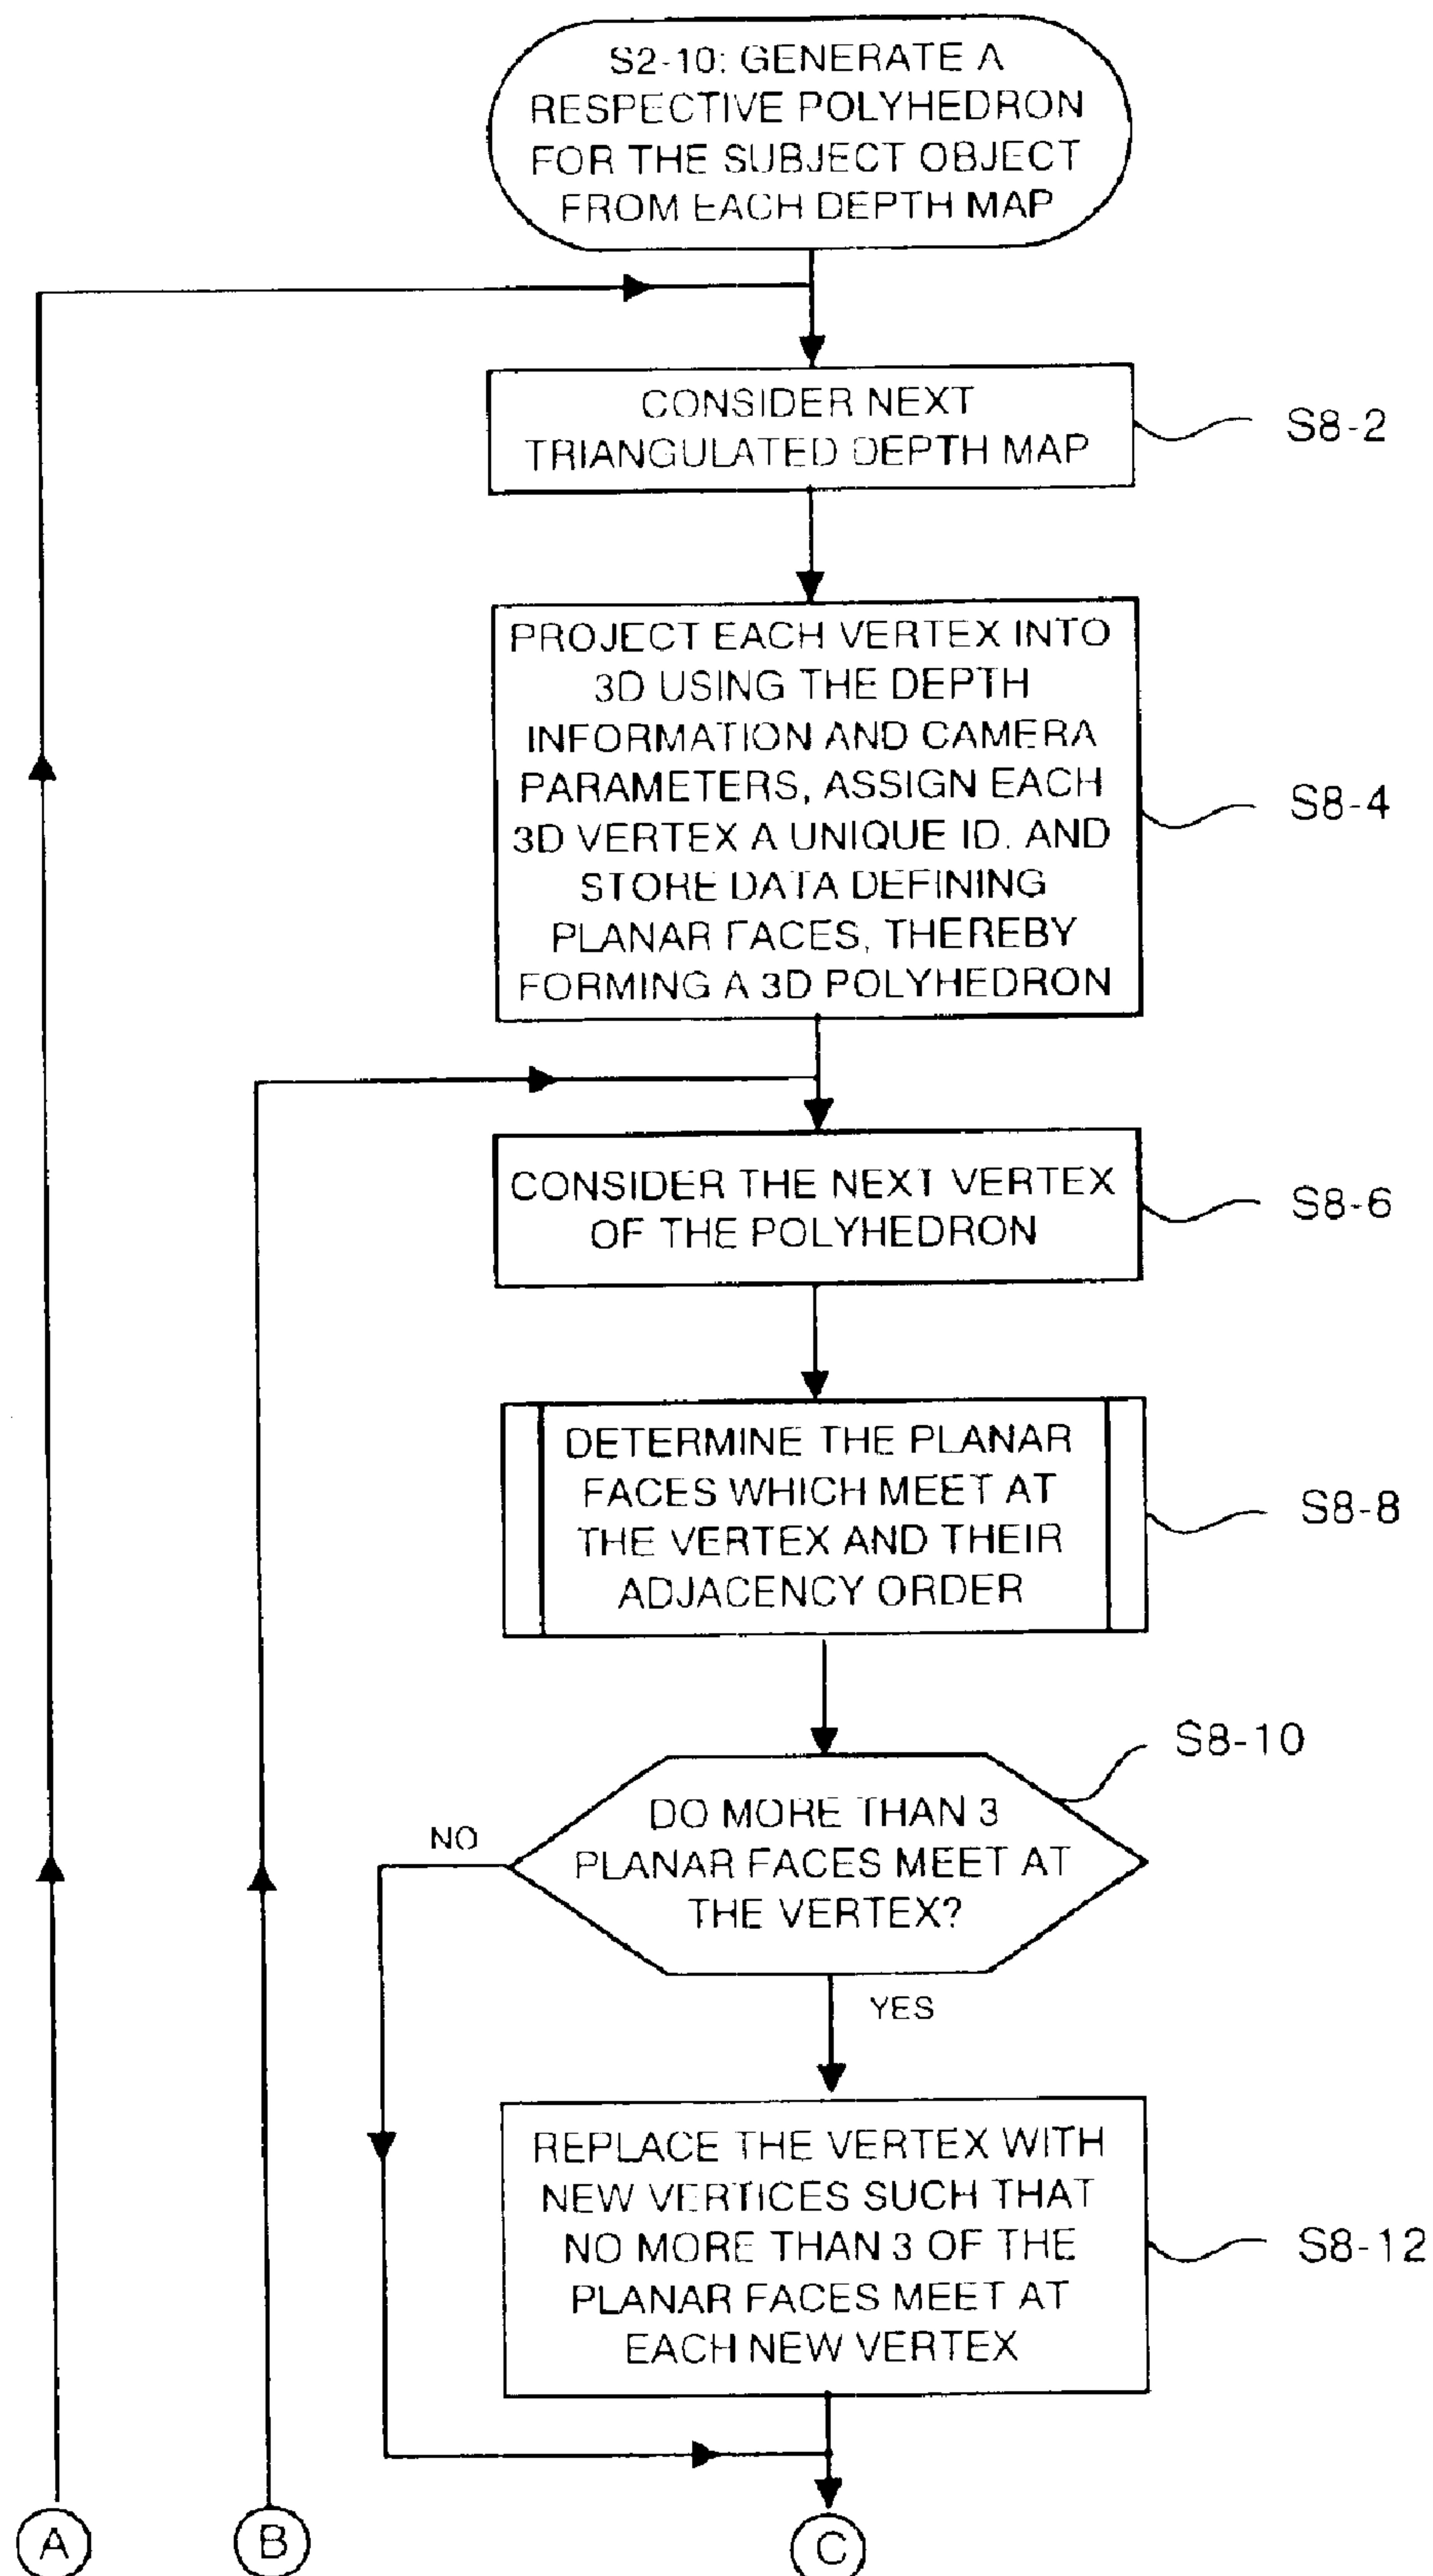 S2-10: GENERATE A
RESPECTIVE POLYHEDRON
FOR THE SUBJECT OBJECT
FROM EACH DEPTH MAP
CONSIDER NEXT
TRIANGULATED DEPTH MAP
S8-2
PROJECT EACH VERTEX INTO
3D USING THE DEPTH
INFORMATION AND CAMERA
PARAMETERS, ASSIGN EACH
3D VERTEX A UNIQUE ID. AND
STORE DATA DEFINING
PLANAR FACES, THEREBY
FORMING A 3D POLYHEDRON
S8-4
CONSIDER THE NEXT VERTEX
OF THE POLYHEDRON
S8-6
DETERMINE THE PLANAR
FACES WHICH MEET AT
THE VERTEX AND THEIR
ADJACENCY ORDER
S8-8
S8-10
DO MORE THAN 3
PLANAR FACES MEET AT
THE VERTEX?
NO
YES
REPLACE THE VERTEX WITH
NEW VERTICES SUCH THAT
NO MORE THAN 3 OF THE
PLANAR FACES MEET AT
EACH NEW VERTEX
S8-12
A
B
C